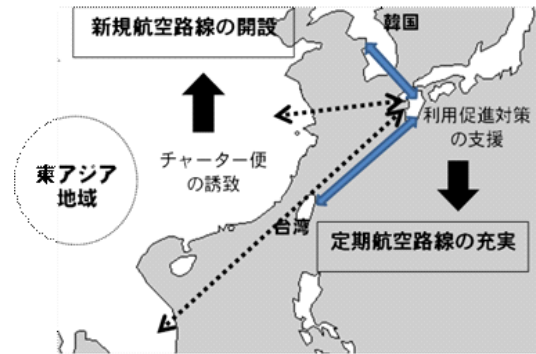 新規航空路線の開設
韓国
利用促進対策
の支援
チャーター便
の誘致
東アジア
地域
台湾
定期航空路線の充実